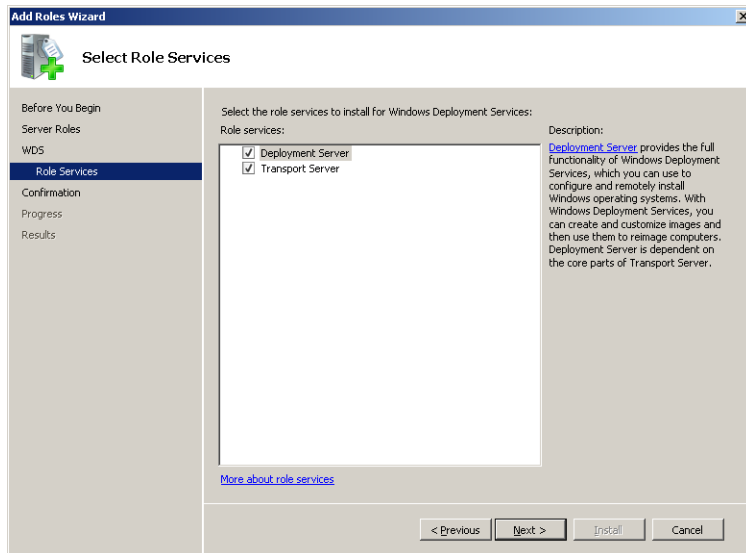 Add Roles Wizard
Select Role Services
Before You Begin
Server Roles
WDS
Role Services
Confirmation
Progress
Results
Select the role services to install for Windows Deployment Services:
Role services:
Deployment Server
Transport Server
More about role services
Description:
Deployment Server provides the full
functionality of Windows Deployment
Services, which you can use to
configure and remotely install
Windows operating systems. With
Windows Deployment Services, you
can create and customize images and
then use them to reimage computers.
Deployment Server is dependent on
the core parts of Transport Server.
< Previous
Next >
Install
Cancel